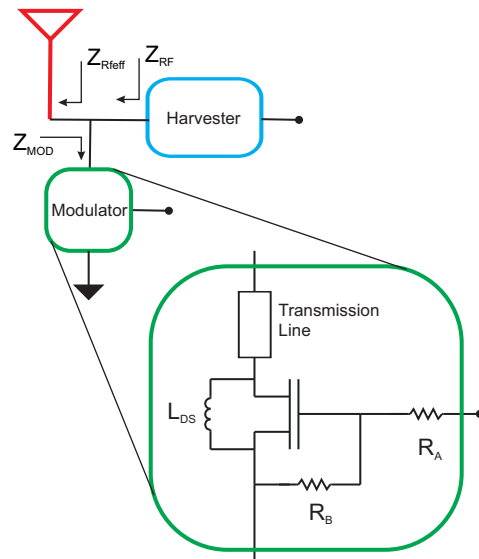 Z_Rfeff
Z_RF
Harvester
Z_MOD
Modulator
Transmission
Line
L_DS
R_A
R_B